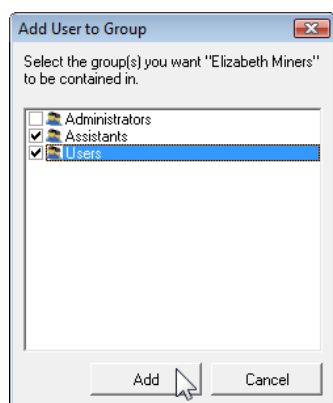 Add User to Group
Select the group(s) you want "Elizabeth Miners"
to be contained in.
Administrators
Assistants
Users
Add
Cancel